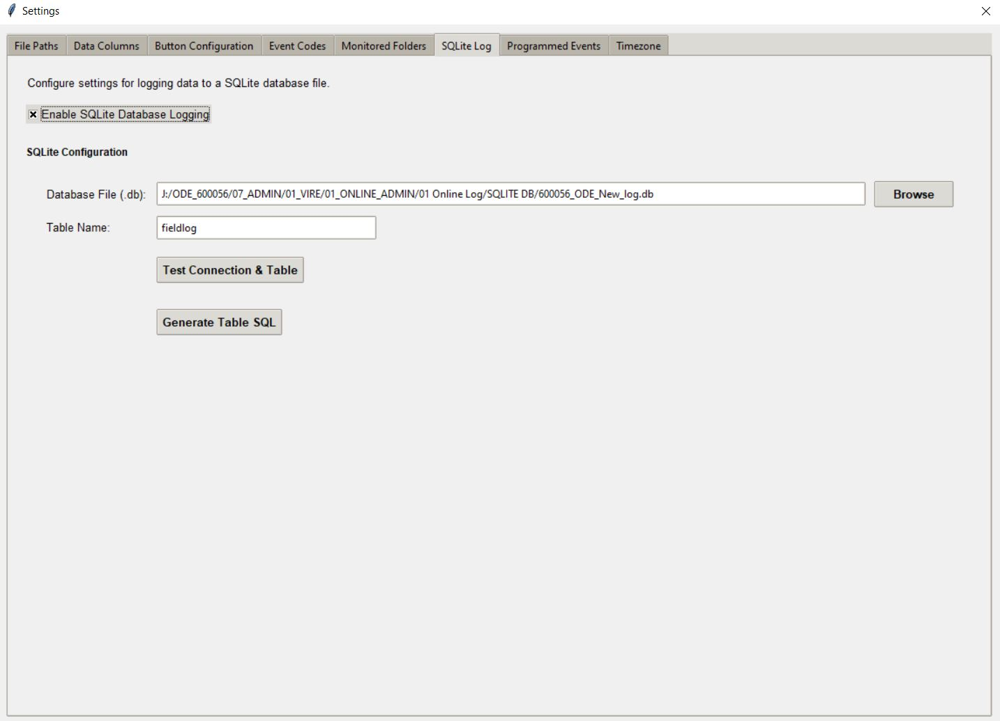 Settings
File Paths Data Columns Button Configuration Event Codes Monitored Folders SQLite Log Programmed Events Timezone
Configure settings for logging data to a SQLite database file.
Enable SQLite Database Logging
SQLite Configuration
Database File (.db): J:/ODE_600056/07_ADMIN/01_VIRE/01_ONLINE_ADMIN/01 Online Log/SQLITE DB/600056_ODE_New_log.db Browse
Table Name: fieldlog
Test Connection & Table
Generate Table SQL